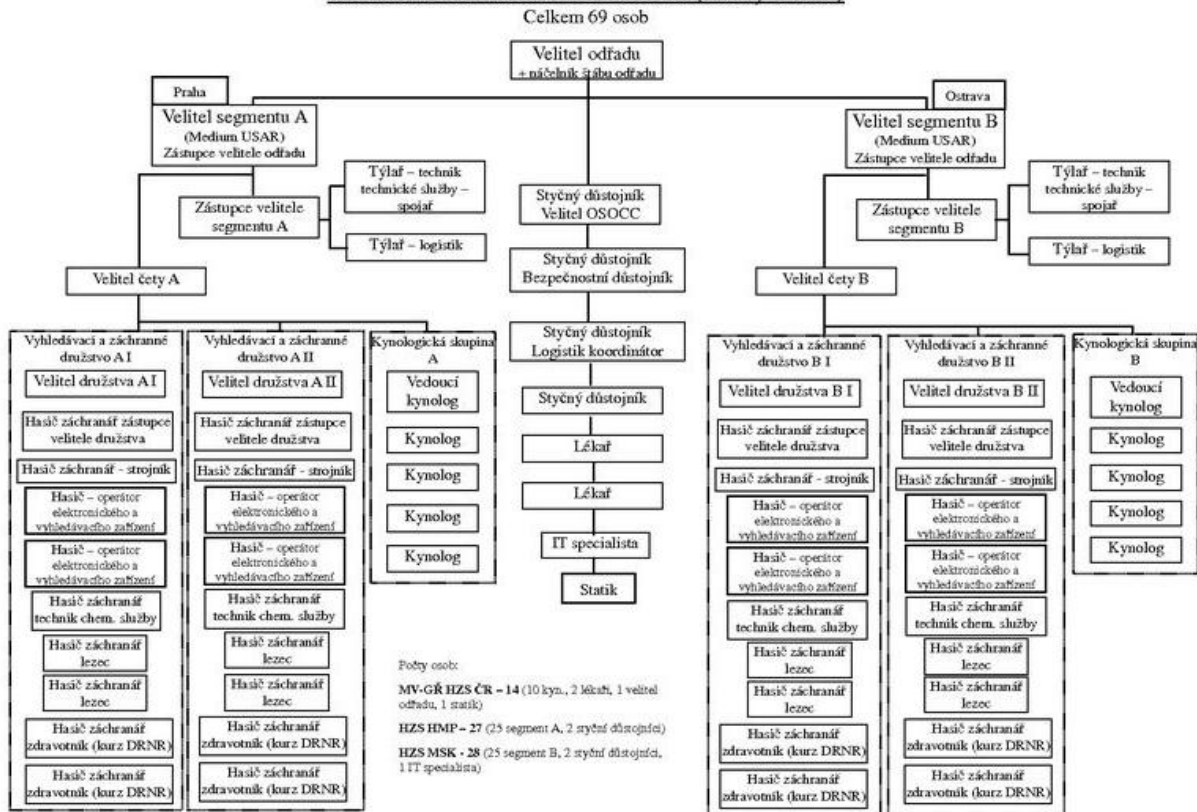 Celkem 69 osob
Velitel odřadu
+ náčelník štábu odřadu
Praha
Velitel segmentu A
(Medium USAR)
Zástupce velitele odřadu
Ostrava
Velitel segmentu B
(Medium USAR)
Zástupce velitele odřadu
Zástupce velitele
segmentu A
Týlař – technik
technické služby –
spojař
Týlař – logistik
Velitel čety A
Styčný důstojník
Velitel OSOCC
Styčný důstojník
Bezpečnostní důstojník
Styčný důstojník
Logistik koordinátor
Styčný důstojník
Lékař
Lékař
IT specialista
Statik
Zástupce velitele
segmentu B
Týlař – technik
technické služby –
spojař
Týlař – logistik
Velitel čety B
Vyhledávací a záchranné
družstvo A I
Velitel družstva A I
Hasič záchranář zástupce
velitele družstva
Hasič záchranář - strojník
Hasič – operátor
elektronického a
vyhledávacího zařízení
Hasič – operátor
elektronického a
vyhledávacího zařízení
Hasič záchranář
technik chem. služby
Hasič záchranář
lezec
Hasič záchranář
lezec
Hasič záchranář
zdravotník (kurz DRNR)
Hasič záchranář
zdravotník (kurz DRNR)
Vyhledávací a záchranné
družstvo A II
Velitel družstva A II
Hasič záchranář zástupce
velitele družstva
Hasič záchranář - strojník
Hasič – operátor
elektronického a
vyhledávacího zařízení
Hasič – operátor
elektronického a
vyhledávacího zařízení
Hasič záchranář
technik chem. služby
Hasič záchranář
lezec
Hasič záchranář
lezec
Hasič záchranář
zdravotník (kurz DRNR)
Hasič záchranář
zdravotník (kurz DRNR)
Kynologická skupina
A
Vedoucí
kynolog
Kynolog
Kynolog
Kynolog
Kynolog
Počty osob:
MV-GŘ HZS ČR – 14 (10 kyn., 2 lékaři, 1 velitel
odřadu, 1 statik)
HZS HMP – 27 (25 segment A, 2 styční důstojníci)
HZS MSK - 28 (25 segment B, 2 styční důstojníci,
1 IT specialista)
Vyhledávací a záchranné
družstvo B I
Velitel družstva B I
Hasič záchranář zástupce
velitele družstva
Hasič záchranář - strojník
Hasič – operátor
elektronického a
vyhledávacího zařízení
Hasič – operátor
elektronického a
vyhledávacího zařízení
Hasič záchranář
technik chem. služby
Hasič záchranář
lezec
Hasič záchranář
lezec
Hasič záchranář
zdravotník (kurz DRNR)
Hasič záchranář
zdravotník (kurz DRNR)
Vyhledávací a záchranné
družstvo B II
Velitel družstva B II
Hasič záchranář zástupce
velitele družstva
Hasič záchranář - strojník
Hasič – operátor
elektronického a
vyhledávacího zařízení
Hasič – operátor
elektronického a
vyhledávacího zařízení
Hasič záchranář
technik chem. služby
Hasič záchranář
lezec
Hasič záchranář
lezec
Hasič záchranář
zdravotník (kurz DRNR)
Hasič záchranář
zdravotník (kurz DRNR)
Kynologická skupina
B
Vedoucí
kynolog
Kynolog
Kynolog
Kynolog
Kynolog